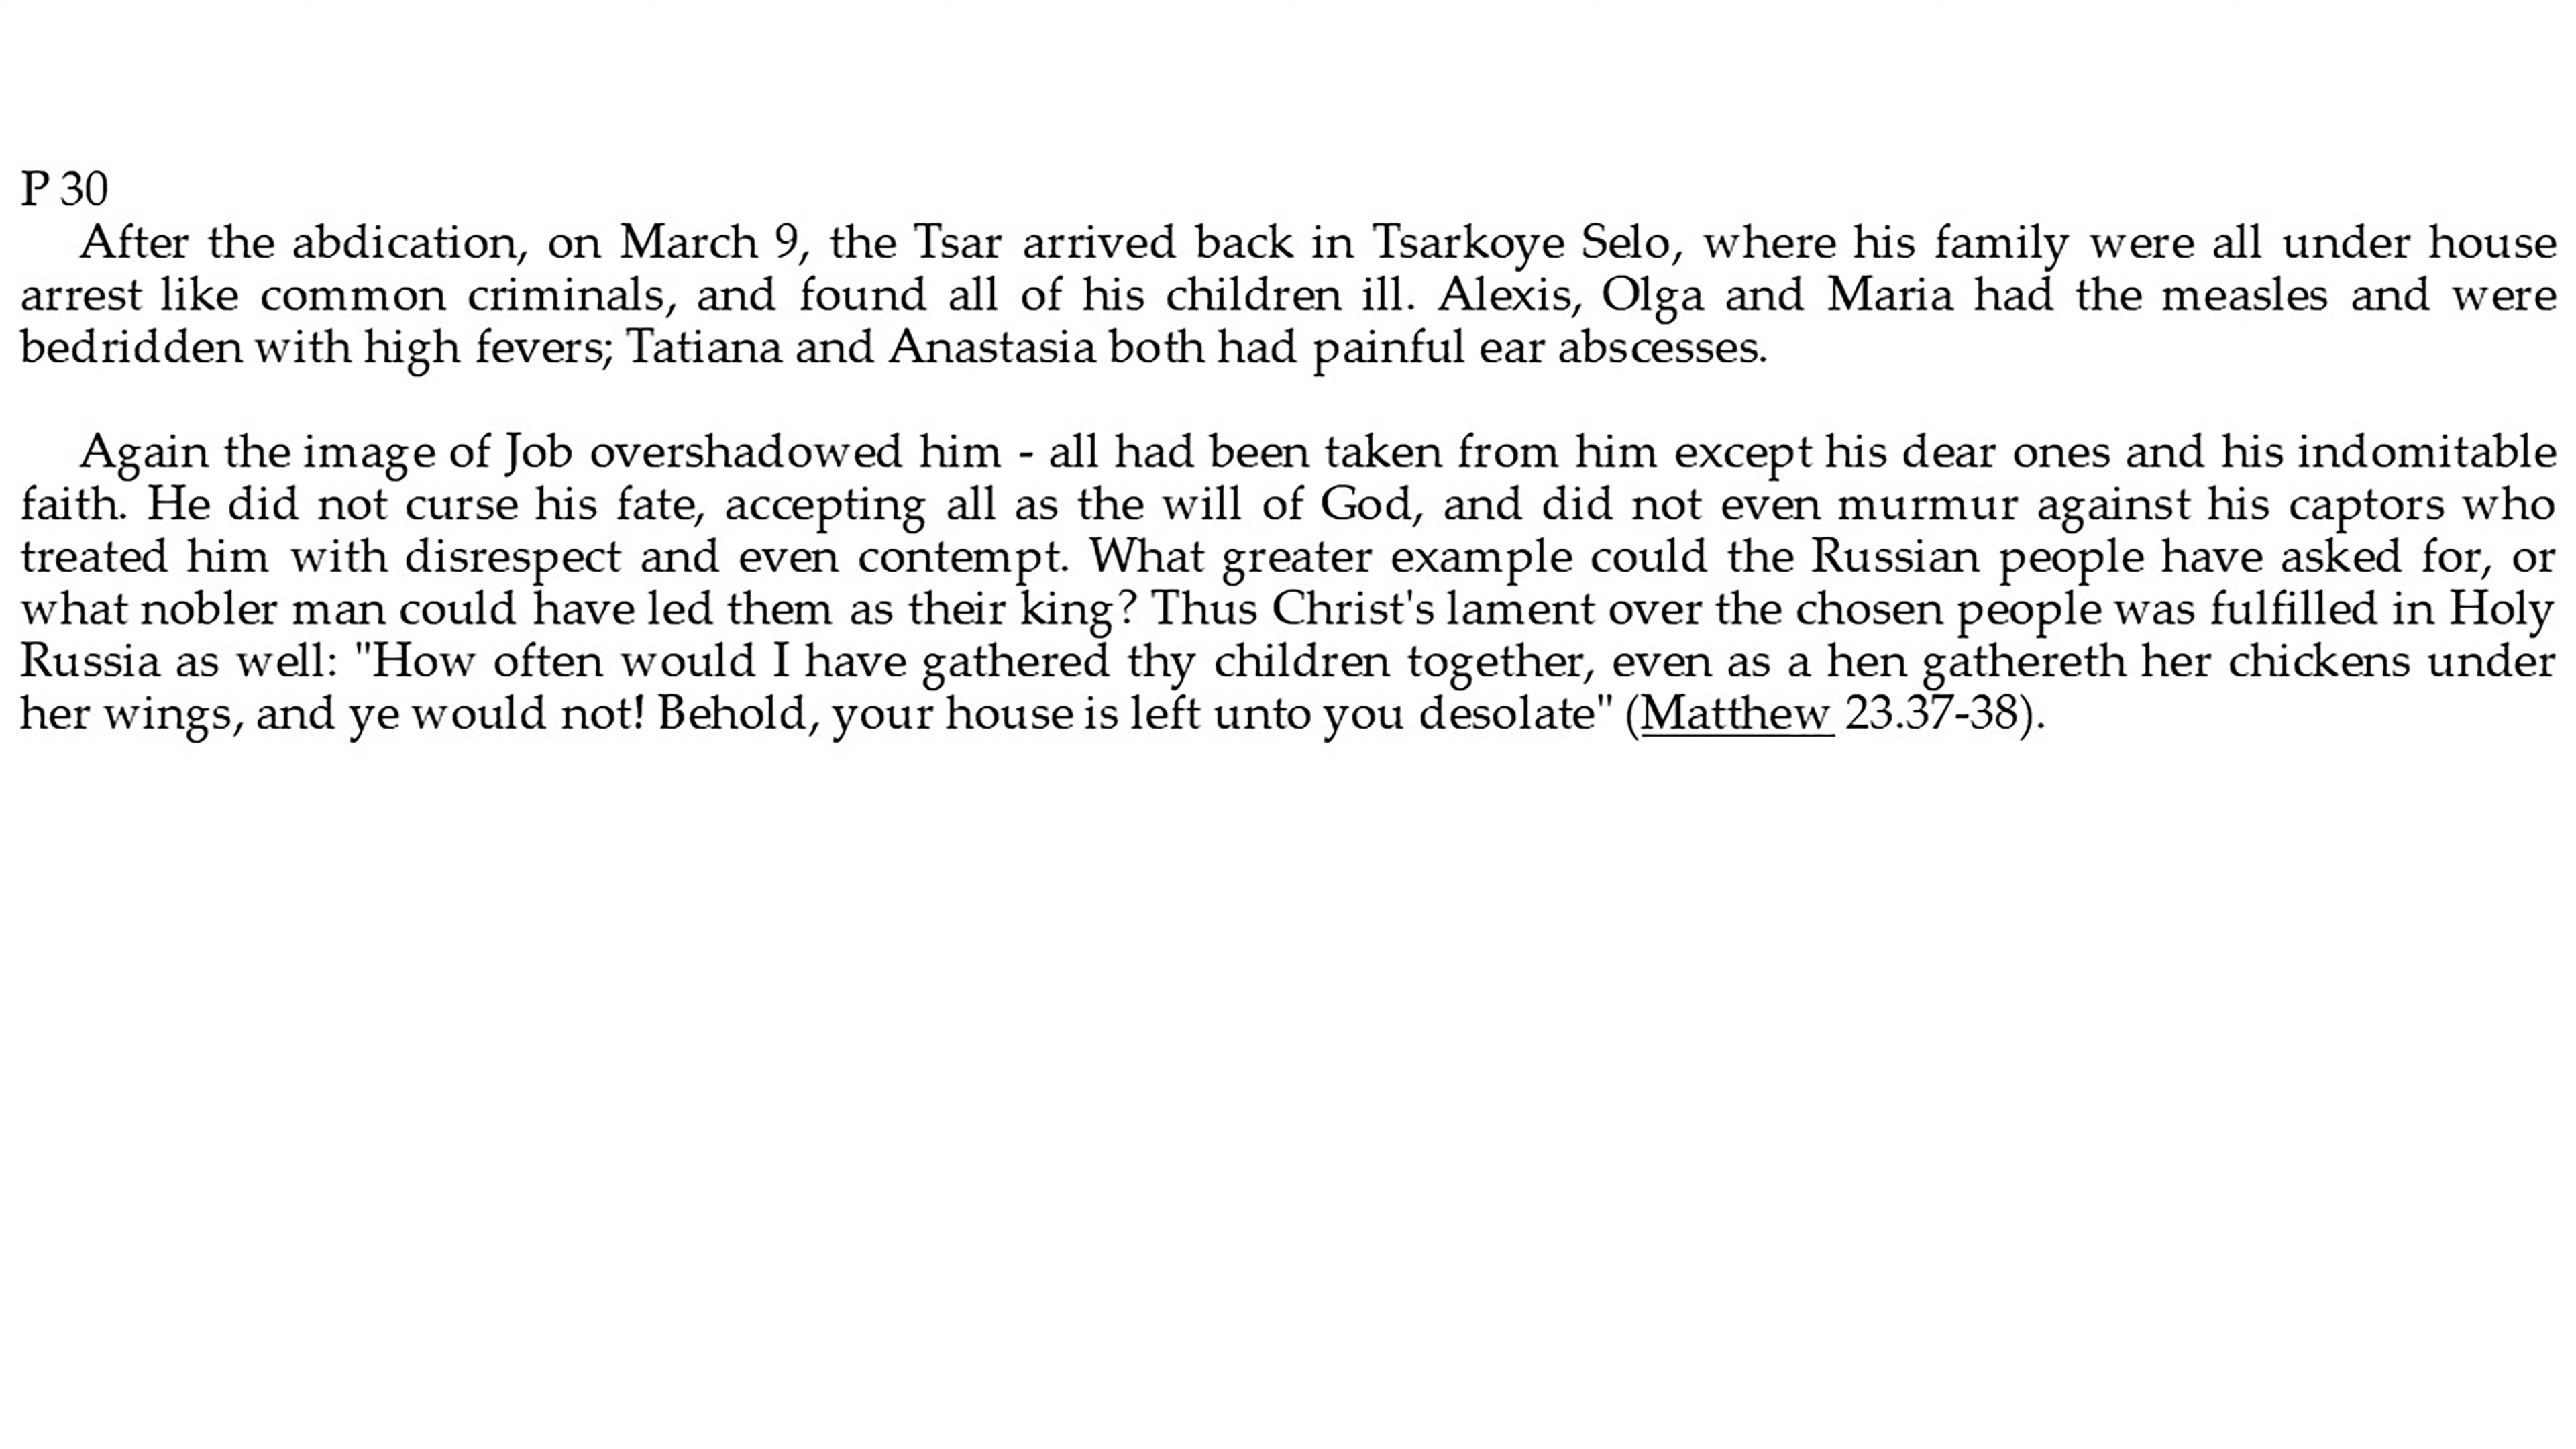 P 30
After the abdication, on March 9, the Tsar arrived back in Tsarkoye Selo, where his family were all under house
arrest like common criminals, and found all of his children ill. Alexis, Olga and Maria had the measles and were
bedridden with high fevers; Tatiana and Anastasia both had painful ear abscesses.
Again the image of Job overshadowed him - all had been taken from him except his dear ones and his indomitable
faith. He did not curse his fate, accepting all as the will of God, and did not even murmur against his captors who
treated him with disrespect and even contempt. What greater example could the Russian people have asked for, or
what nobler man could have led them as their king? Thus Christ's lament over the chosen people was fulfilled in Holy
Russia as well: "How often would I have gathered thy children together, even as a hen gathereth her chickens under
her wings, and ye would not! Behold, your house is left unto you desolate" (Matthew 23.37-38).